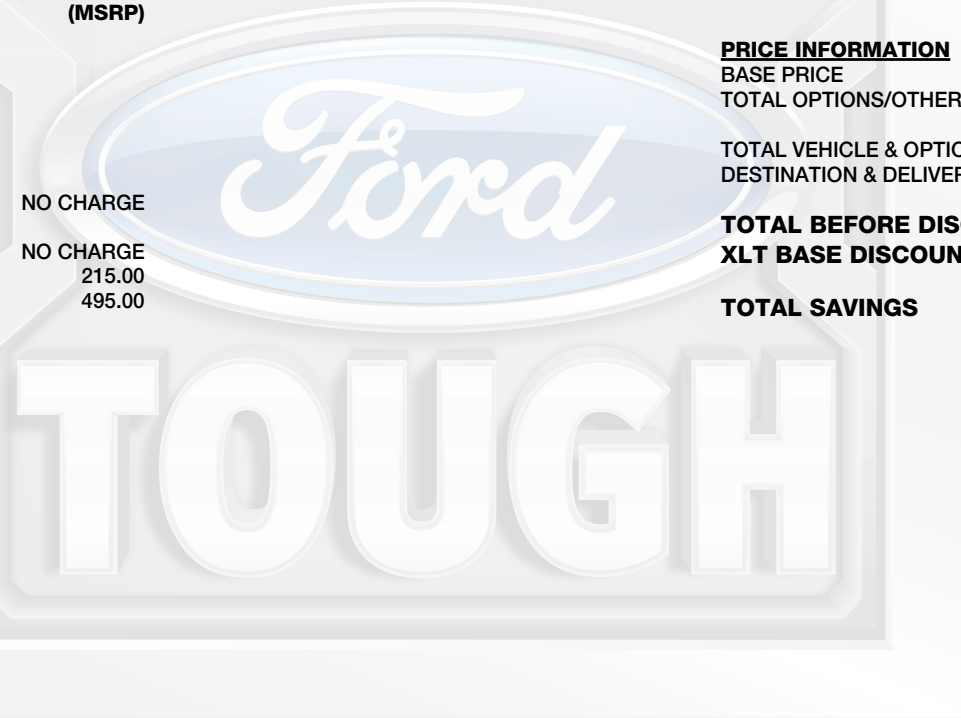 (MSRP)
NO CHARGE
NO CHARGE
215.00
495.00
PRICE INFORMATION
BASE PRICE
TOTAL OPTIONS/OTHER
TOTAL VEHICLE & OPTIO
DESTINATION & DELIVER
TOTAL BEFORE DIS
XLT BASE DISCOUN
TOTAL SAVINGS
Ford
TOUGH